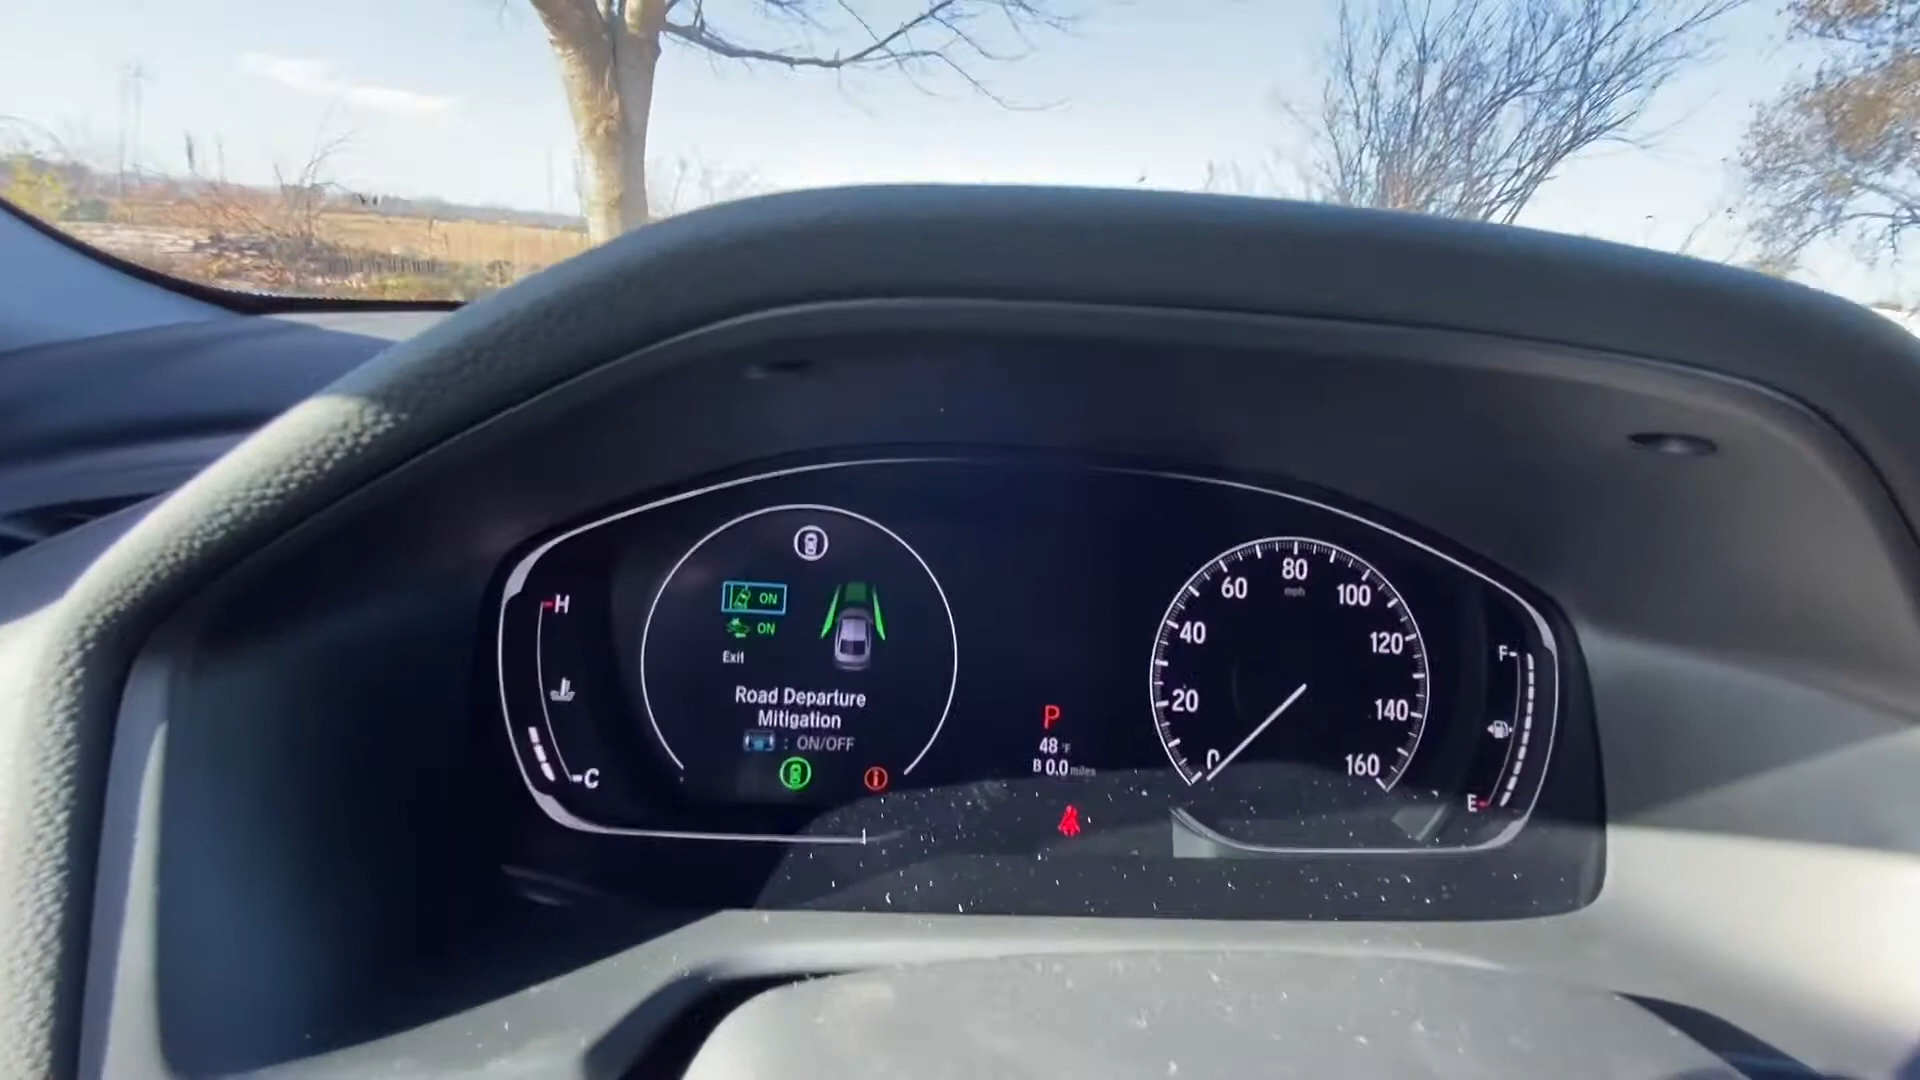 H
C
ON
ON
Exit
Road Departure
Mitigation
: ON/OFF
P
48 °F
B 0.0 miles
0
20
40
60
80
100
120
140
160
mph
F
E